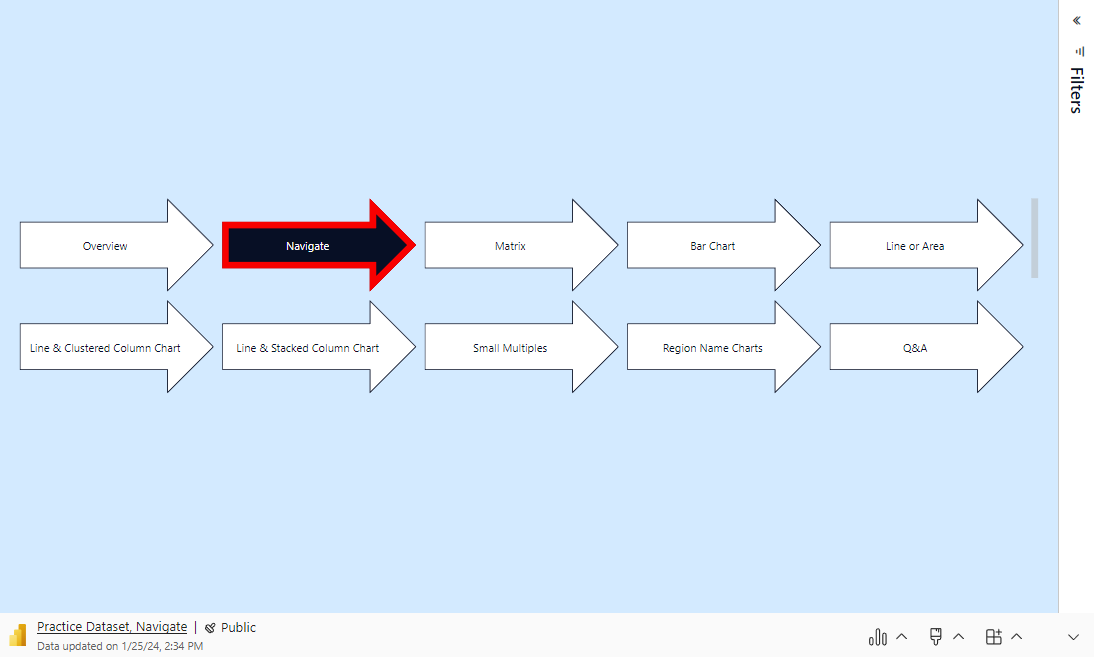 Filters
Overview
Navigate
Matrix
Bar Chart
Line or Area
Line & Clustered Column Chart
Line & Stacked Column Chart
Small Multiples
Region Name Charts
Q&A
Practice Dataset, Navigate | Public
Data updated on 1/25/24, 2:34 PM